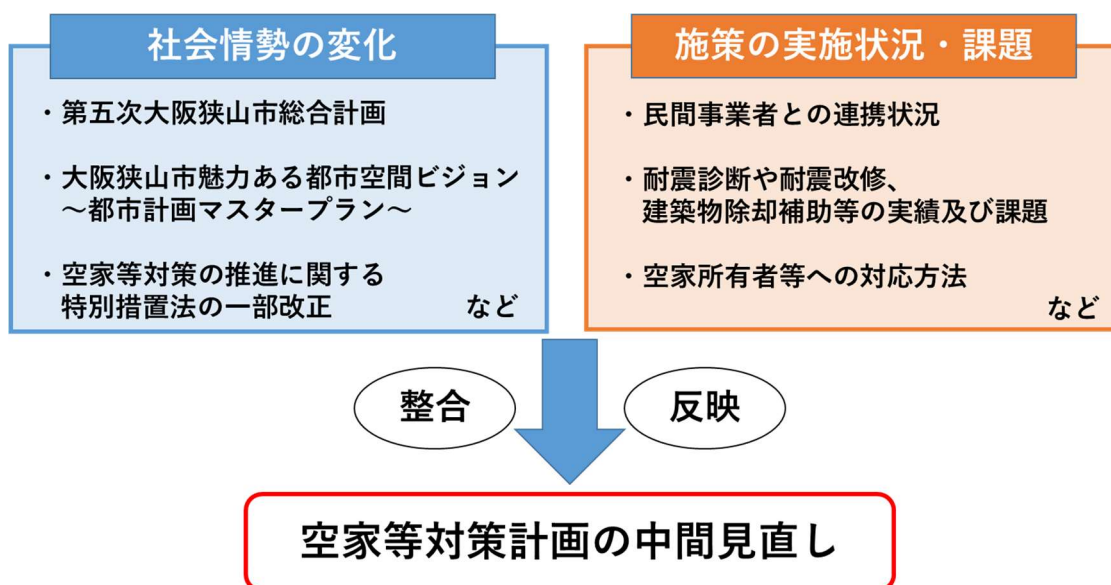 社会情勢の変化
・第五次大阪狭山市総合計画
・大阪狭山市魅力ある都市空間ビジョン
～都市計画マスタープラン～
・空家等対策の推進に関する
特別措置法の一部改正 など
施策の実施状況・課題
・民間事業者との連携状況
・耐震診断や耐震改修、
建築物除却補助等の実績及び課題
・空家所有者等への対応方法
など
整合
反映
空家等対策計画の中間見直し